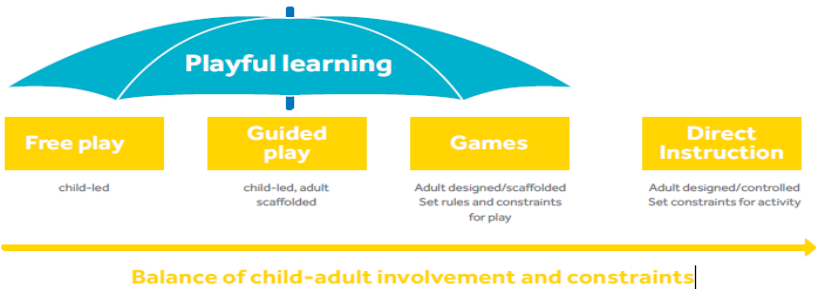 Playful learning
Free play
Guided
play
Games
Direct
Instruction
child-led
child-led, adult
scaffolded
Adult designed/scaffolded
Set rules and constraints
for play
Adult designed/controlled
Set constraints for activity
Balance of child-adult involvement and constraints